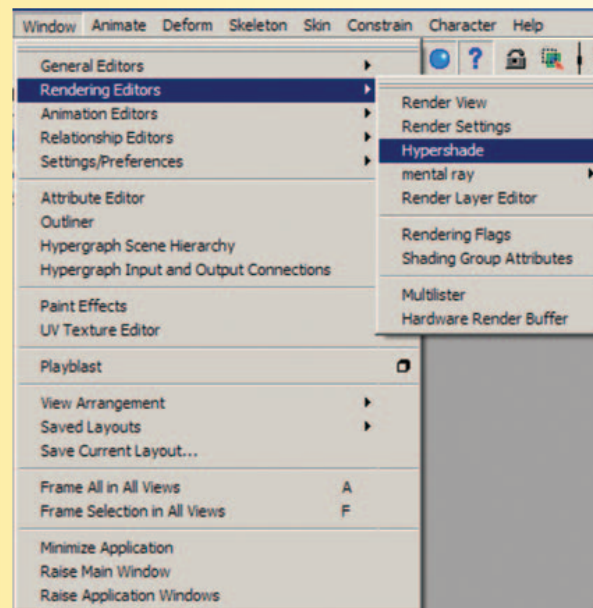 Window Animate Deform Skeleton Skin Constrain Character Help
General Editors
Rendering Editors
Animation Editors
Relationship Editors
Settings/Preferences
Attribute Editor
Outliner
Hypergraph Scene Hierarchy
Hypergraph Input and Output Connections
Paint Effects
UV Texture Editor
Playblast
View Arrangement
Saved Layouts
Save Current Layout...
Frame All in All Views A
Frame Selection in All Views F
Minimize Application
Raise Main Window
Raise Application Windows
?
Render View
Render Settings
Hypershade
mental ray
Render Layer Editor
Rendering Flags
Shading Group Attributes
Multilister
Hardware Render Buffer